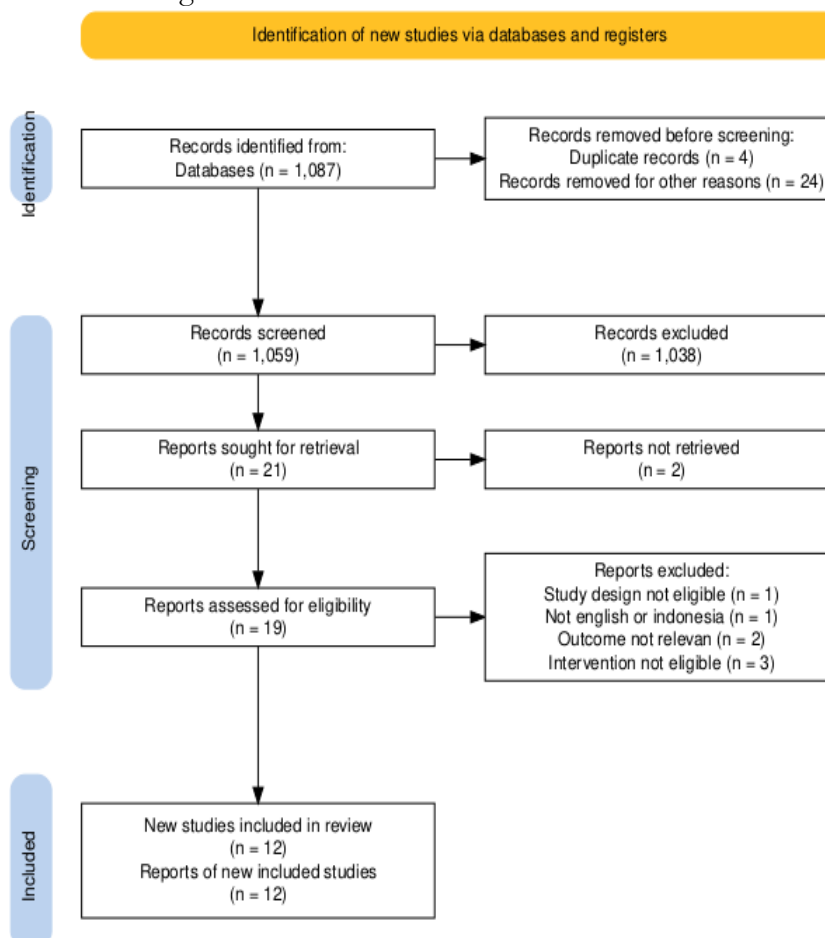 Identification of new studies via databases and registers
Identification
Records identified from:
Databases (n = 1,087)
Records removed before screening:
Duplicate records (n = 4)
Records removed for other reasons (n = 24)
Screening
Records screened
(n = 1,059)
Records excluded
(n = 1,038)
Reports sought for retrieval
(n = 21)
Reports not retrieved
(n = 2)
Reports assessed for eligibility
(n = 19)
Reports excluded:
Study design not eligible (n = 1)
Not english or indonesia (n = 1)
Outcome not relevan (n = 2)
Intervention not eligible (n = 3)
Included
New studies included in review
(n = 12)
Reports of new included studies
(n = 12)